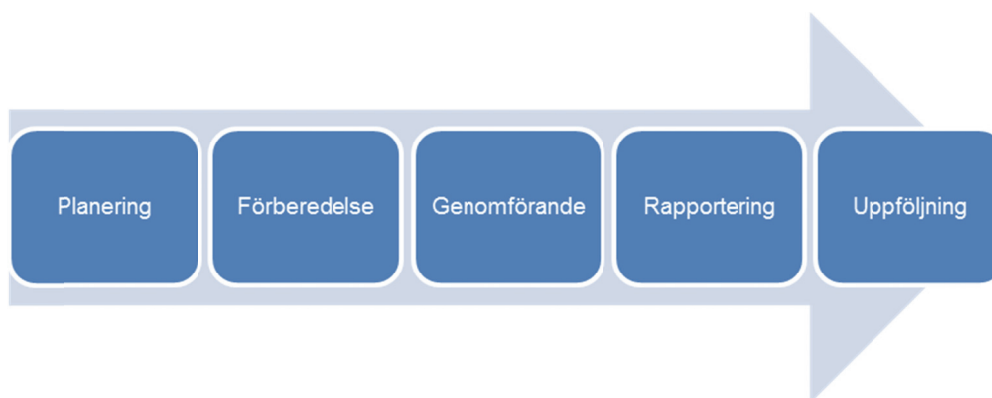 Planering
Förberedelse
Genomförande
Rapportering
Uppföljning